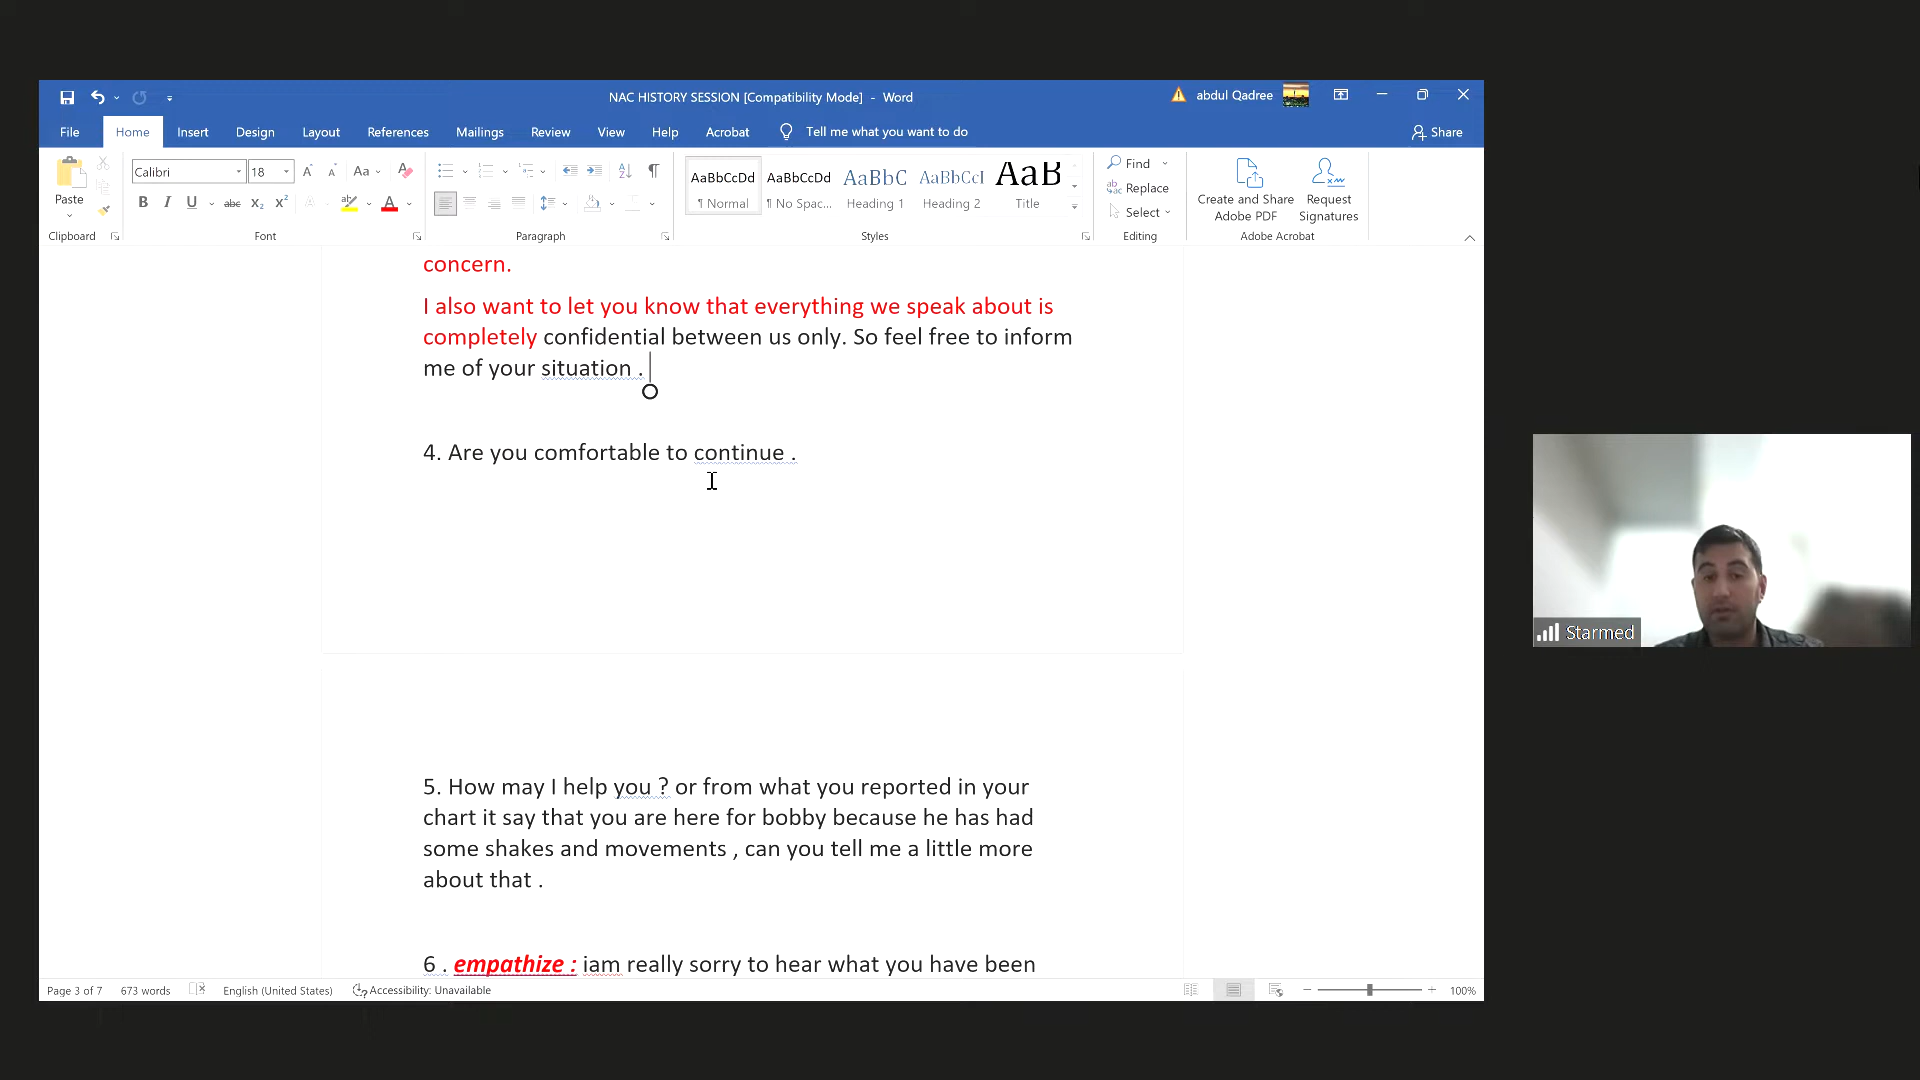 NAC HISTORY SESSION [Compatibility Mode] - Word
abdul Qadree
File Home Insert Design Layout References Mailings Review View Help Acrobat Tell me what you want to do Share
Paste
Clipboard
Calibri 18
Aa
B I U abc X₂ X²
A
Font
Paragraph
AaBbCcDd AaBbCcDd AaBbC AaBbCcI AaB
¶ Normal ¶ No Spac... Heading 1 Heading 2 Title
Styles
Find
Replace
Select
Editing
Create and Share
Adobe PDF
Request
Signatures
Adobe Acrobat
concern.
I also want to let you know that everything we speak about is
completely confidential between us only. So feel free to inform
me of your situation .
4. Are you comfortable to continue .
5. How may I help you ? or from what you reported in your
chart it say that you are here for bobby because he has had
some shakes and movements , can you tell me a little more
about that .
6 . empathize : iam really sorry to hear what you have been
Page 3 of 7 673 words English (United States) Accessibility: Unavailable 100%
Starmed